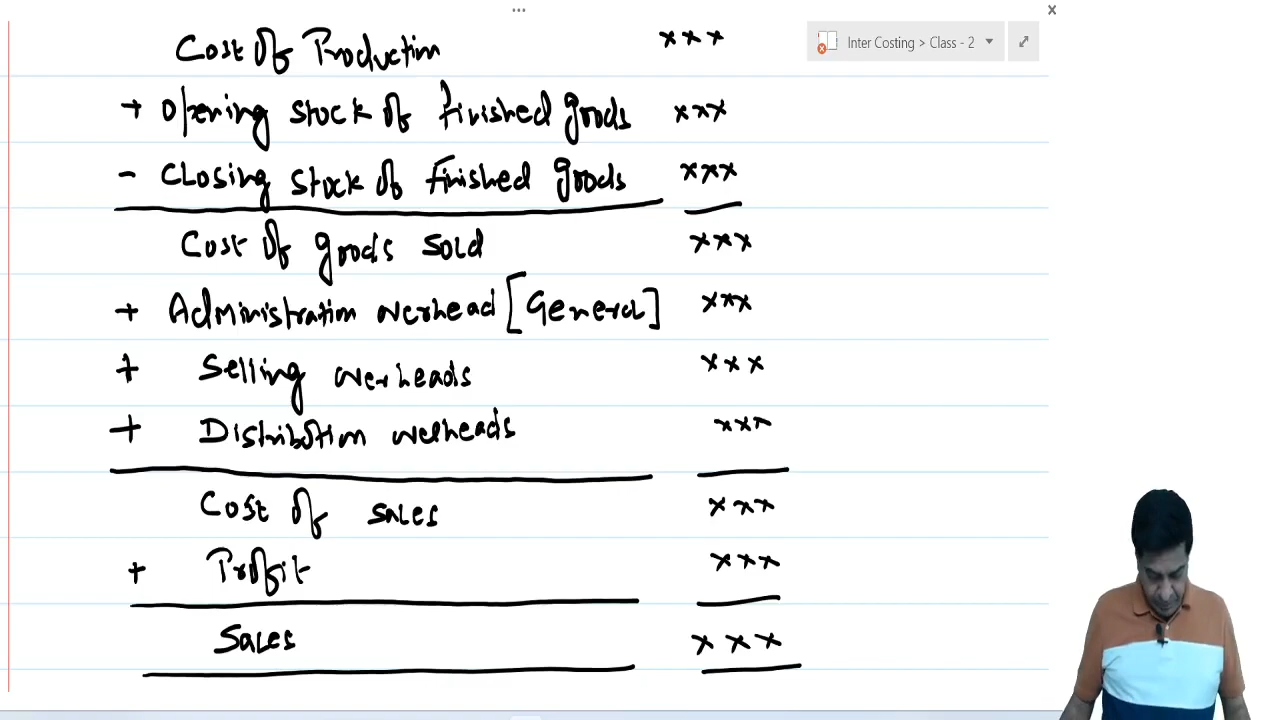 Cost of Production xxx
+ Opening stock of finished goods xxx
- Closing stock of finished goods xxx
Cost of goods sold xxx
+ Administration overhead [General] xxx
+ Selling overheads xxx
+ Distribution overheads xxx
Cost of sales xxx
+ Profit xxx
Sales xxx
Inter Costing > Class - 2